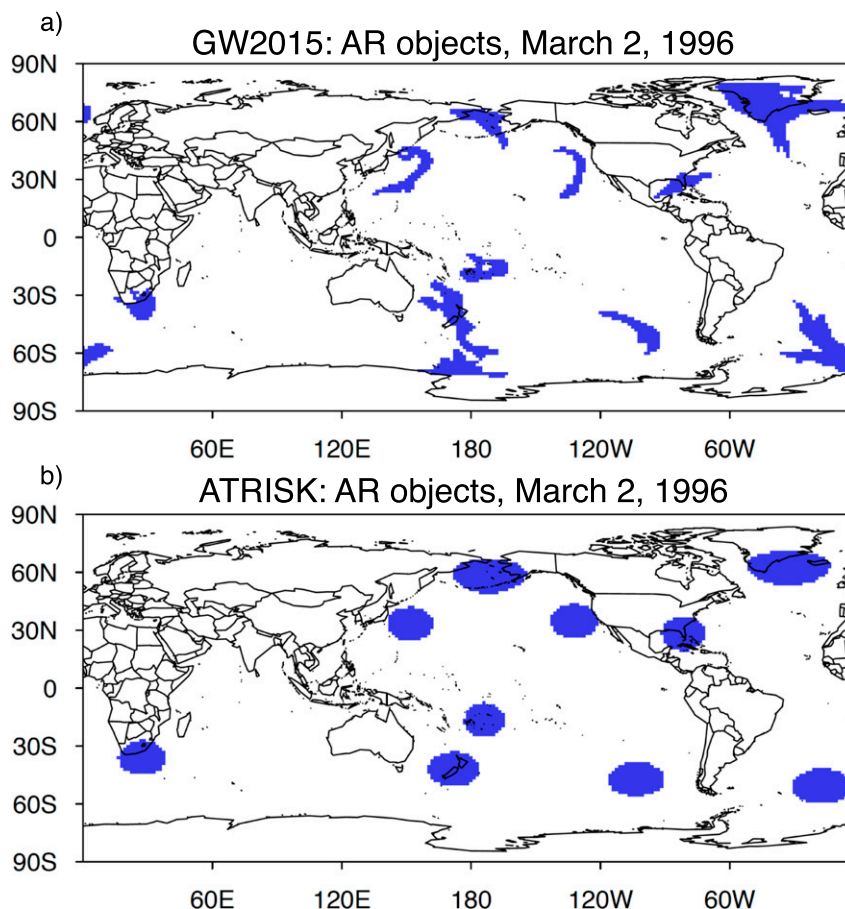 a)
GW2015: AR objects, March 2, 1996
90N
60N
30N
0
30S
60S
90S
60E 120E 180 120W 60W
b)
ATRISK: AR objects, March 2, 1996
90N
60N
30N
0
30S
60S
90S
60E 120E 180 120W 60W